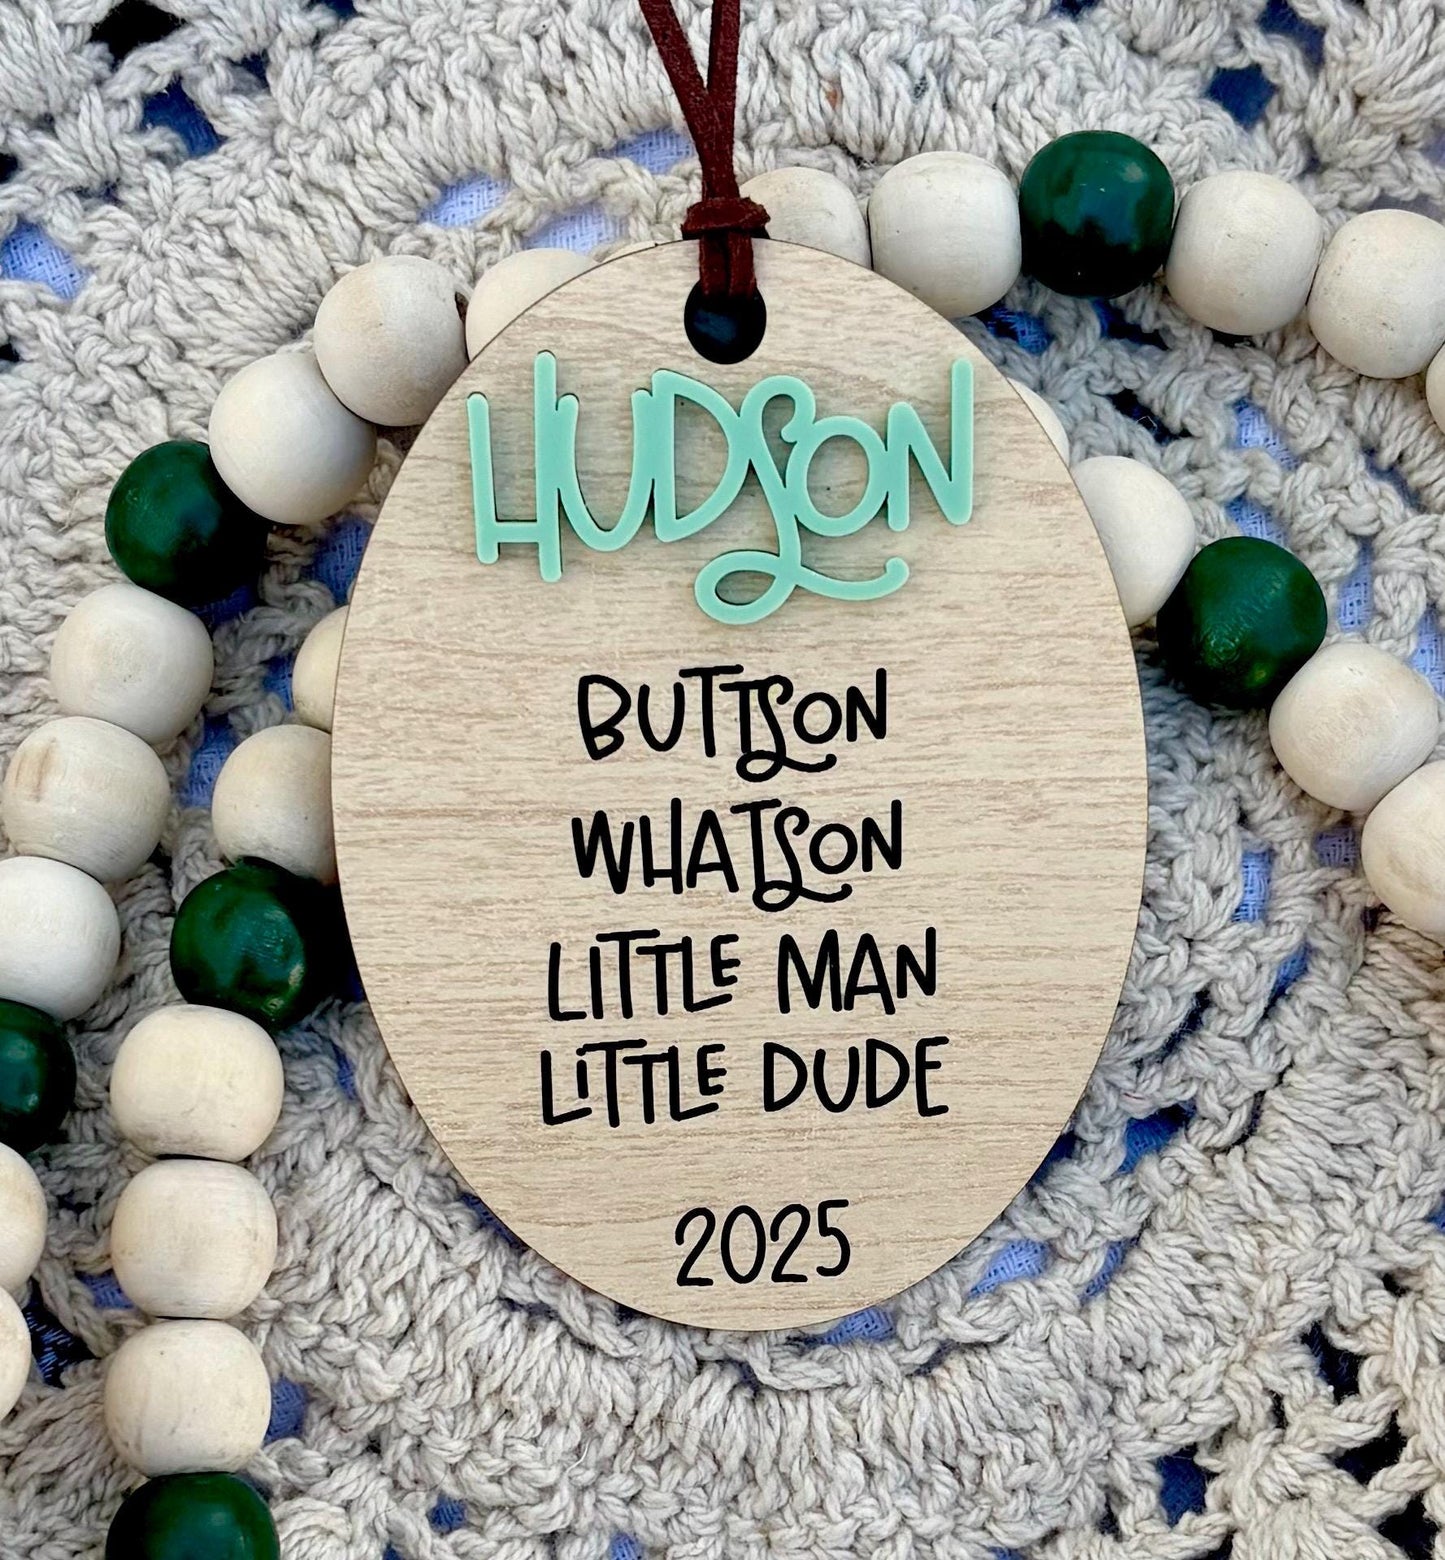 HUDSON
BUTTSON
WHATSON
LITTLE MAN
LITTLE DUDE
2025